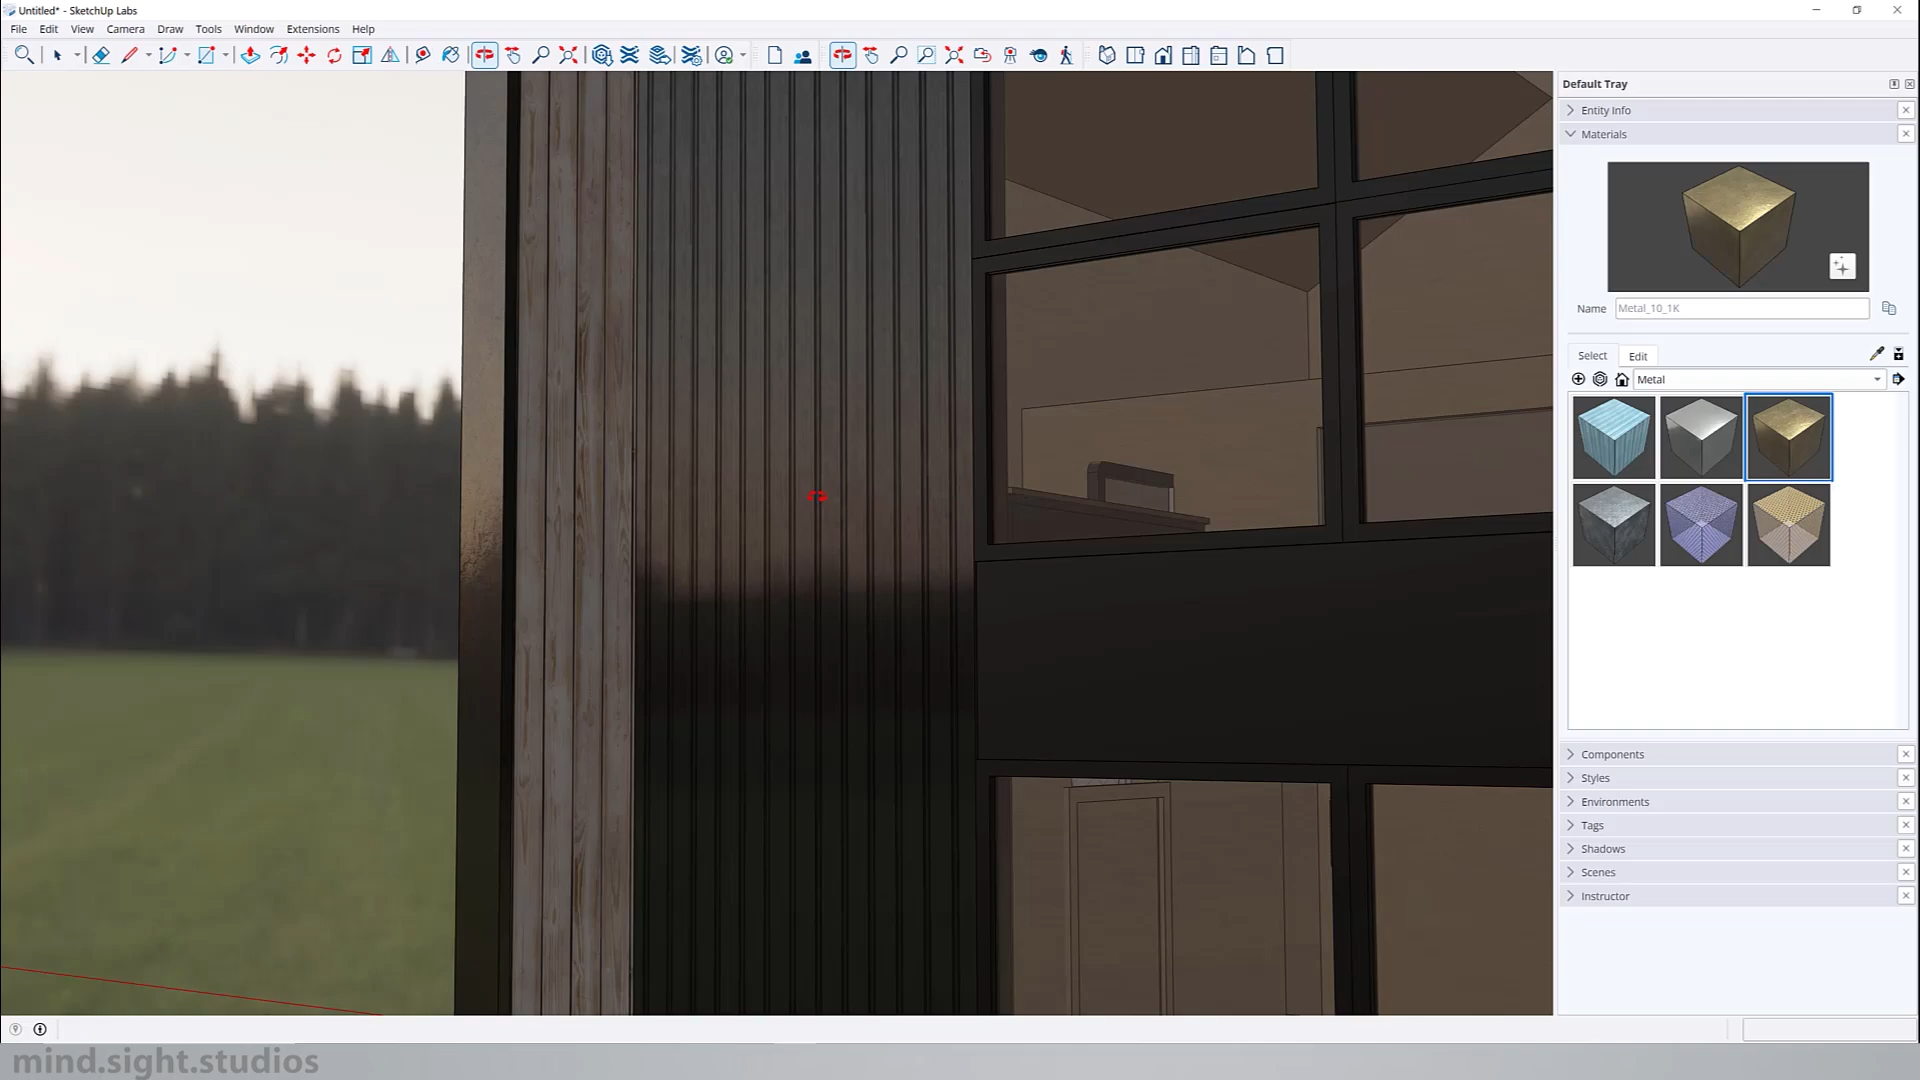 Untitled* - SketchUp Labs
File Edit View Camera Draw Tools Window Extensions Help
Default Tray
Entity Info
Materials
Name Metal_10_1K
Select Edit
Metal
Components
Styles
Environments
Tags
Shadows
Scenes
Instructor
mind.sight.studios